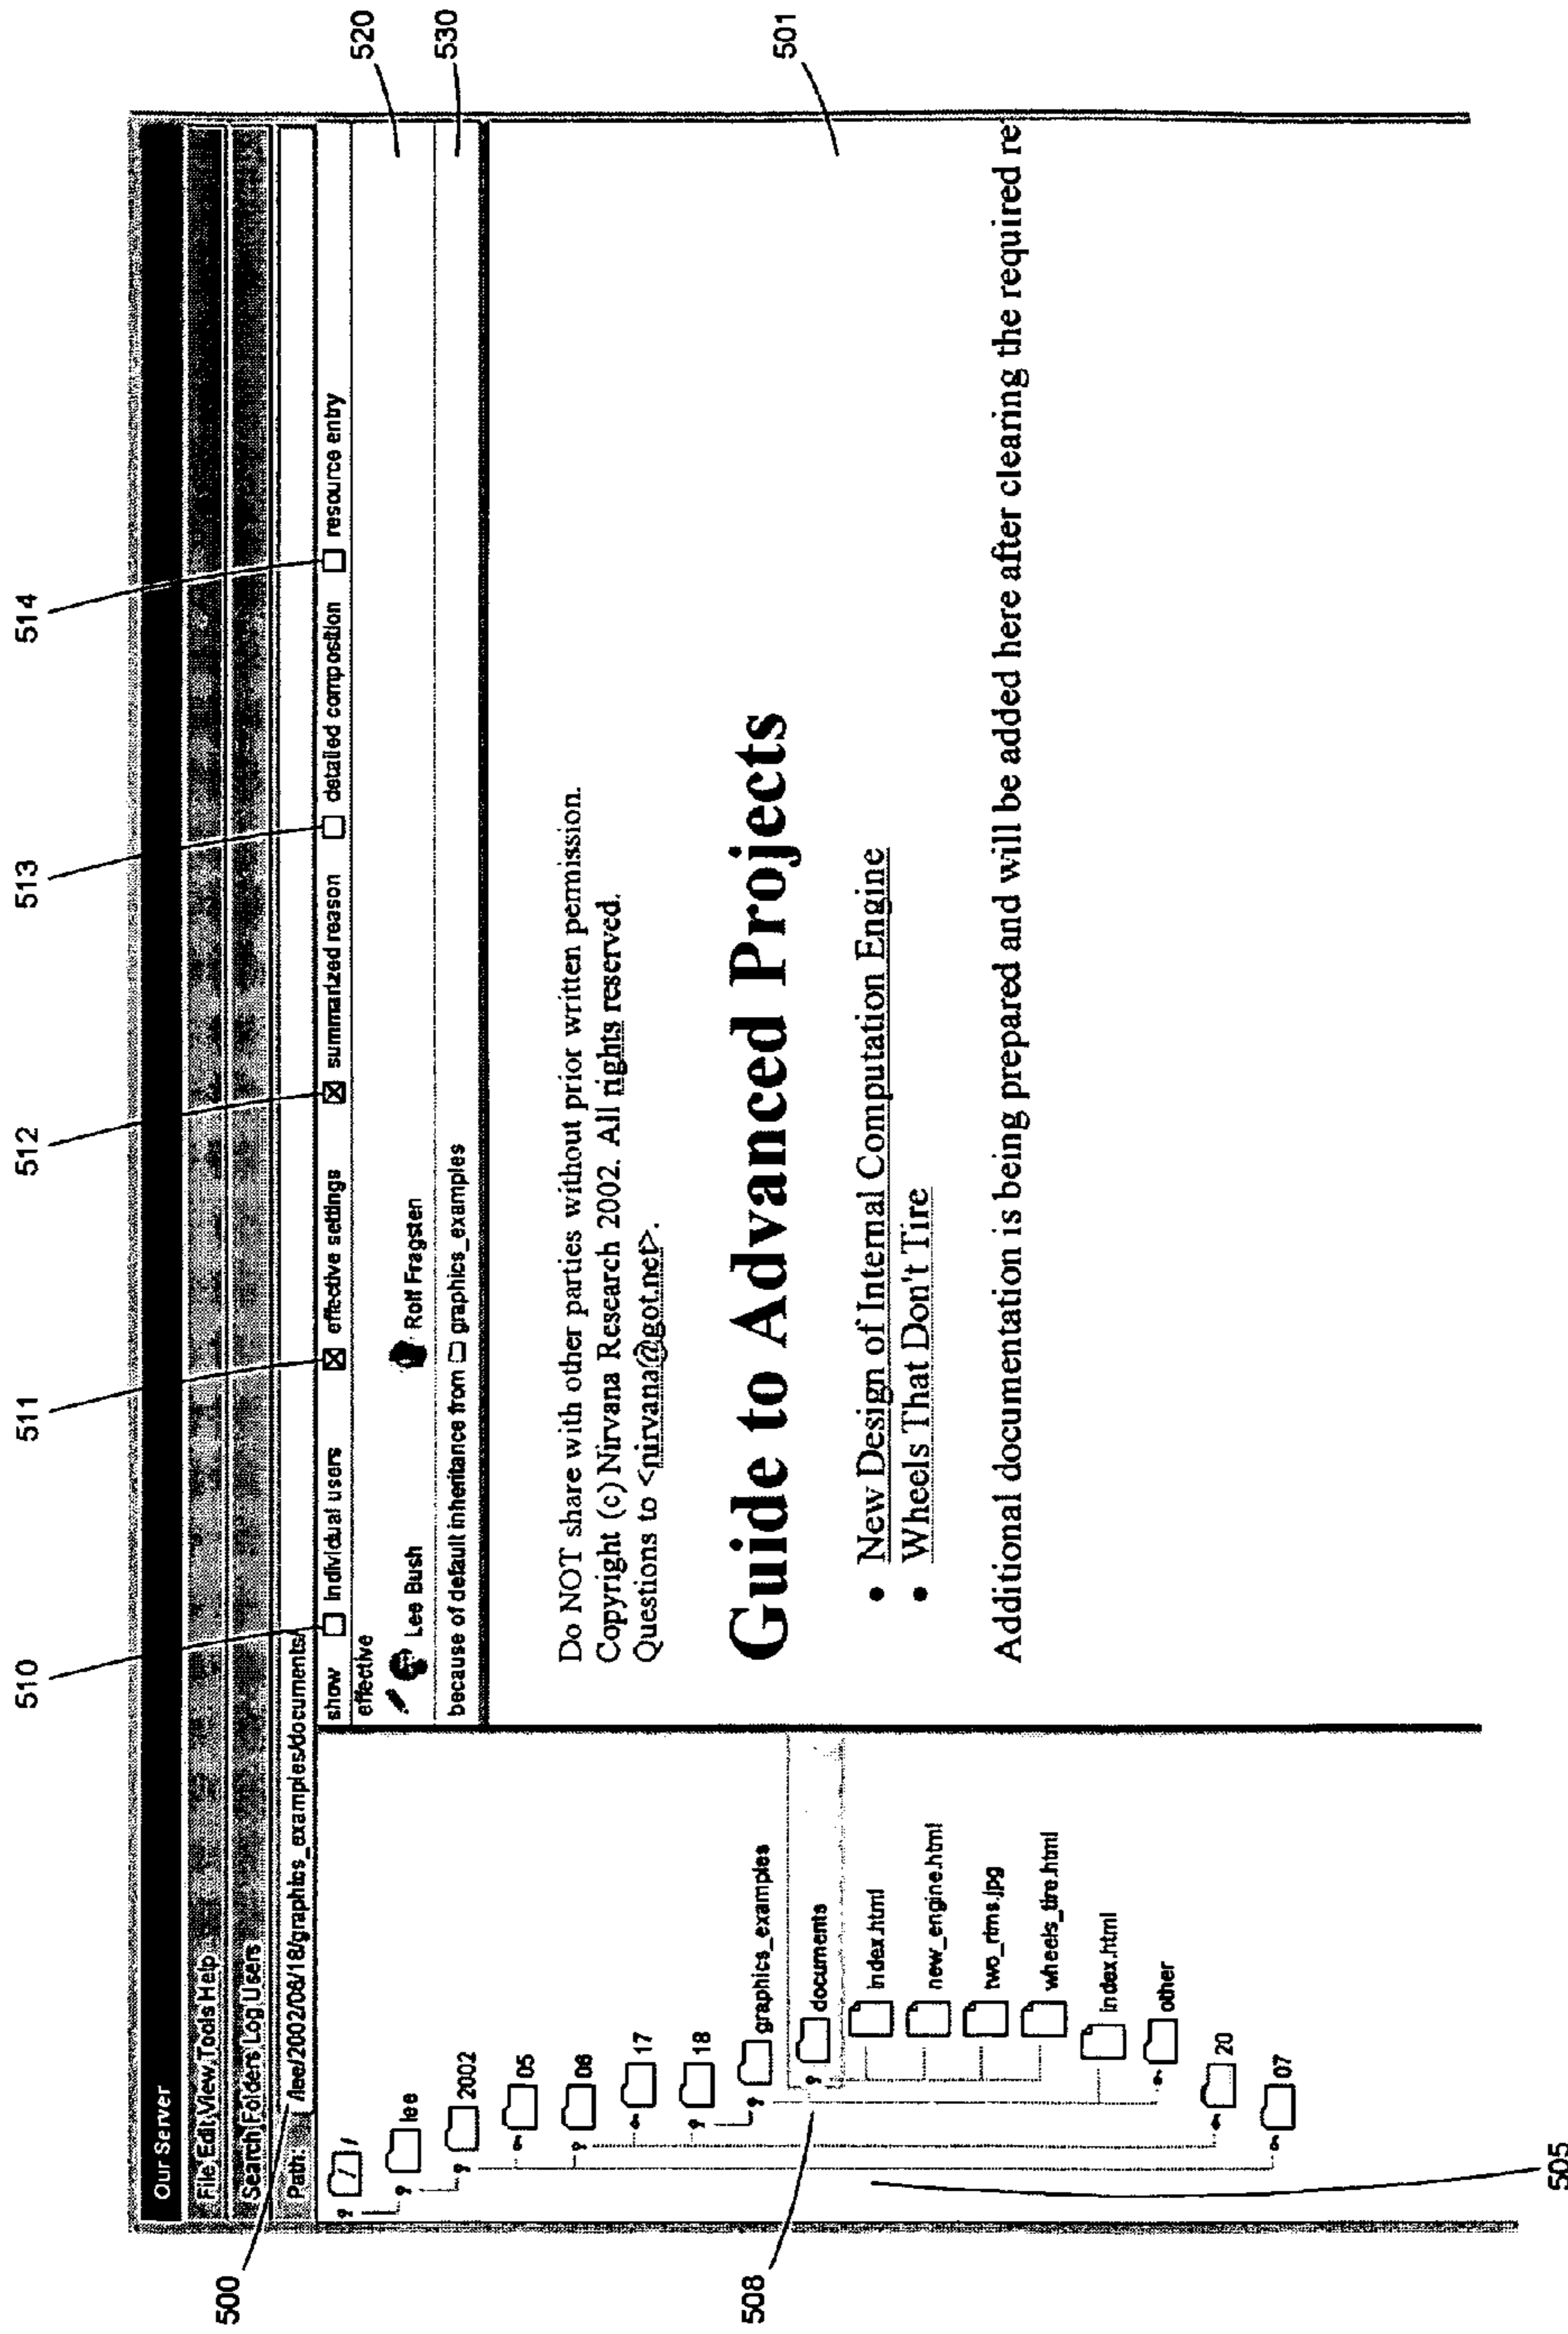 510 511 512 513 514
500
Our Server
File Edit View Tools Help
Search Folders Log Users
Path: /lee/2002/06/18/graphics_examples/documents/
show individual users effective settings summarized reason detailed composition resource entry
effective
Lee Bush Rolf Fragsten
520
because of default inheritance from graphics_examples
530
/
lee
2002
05
06
17
18
graphics_examples
documents
index.html
new_engine.html
two_rims.jpg
wheels_tire.html
index.html
other
20
07
508
505
Do NOT share with other parties without prior written permission.
Copyright (c) Nirvana Research 2002. All rights reserved.
Questions to <nirvana@got.net>.
501
Guide to Advanced Projects
• New Design of Internal Computation Engine
• Wheels That Don't Tire
Additional documentation is being prepared and will be added here after clearing the required re